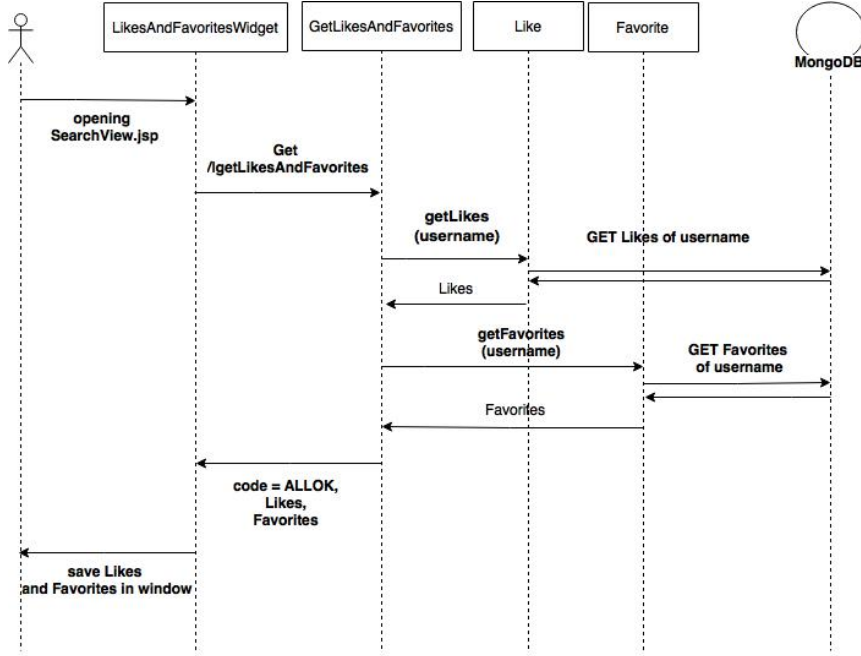 LikesAndFavoritesWidget
GetLikesAndFavorites
Like
Favorite
MongoDB
opening
SearchView.jsp
Get
/IgetLikesAndFavorites
getLikes
(username)
GET Likes of username
Likes
getFavorites
(username)
GET Favorites
of username
Favorites
code = ALLOK,
Likes,
Favorites
save Likes
and Favorites in window